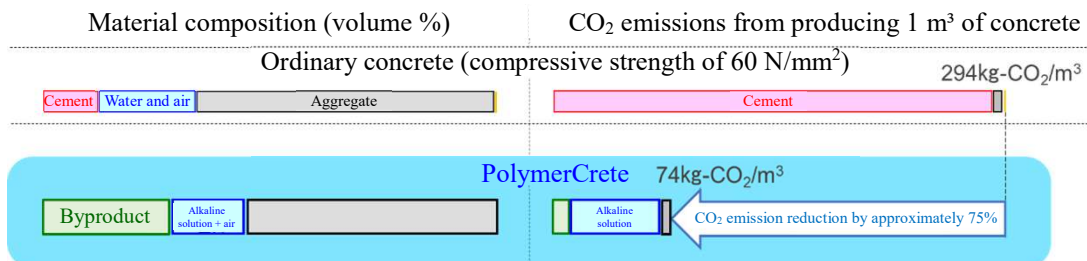 Material composition (volume %)
CO₂ emissions from producing 1 m³ of concrete
Ordinary concrete (compressive strength of 60 N/mm²)
294kg-CO₂/m³
Cement
Water and air
Aggregate
Cement
PolymerCrete
74kg-CO₂/m³
Byproduct
Alkaline
solution + air
Alkaline
solution
CO₂ emission reduction by approximately 75%